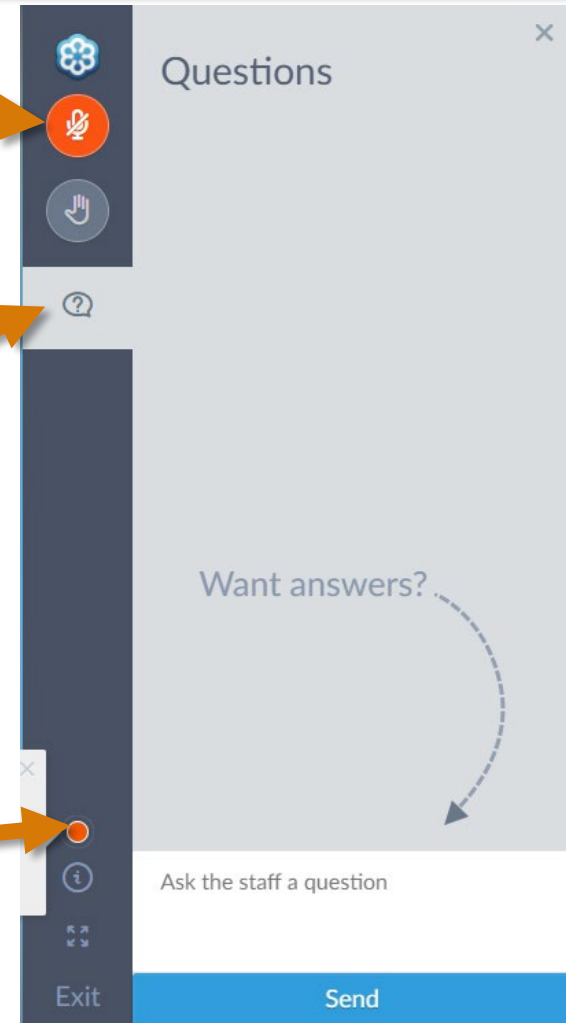 Questions
Want answers?
Ask the staff a question
Exit
Send